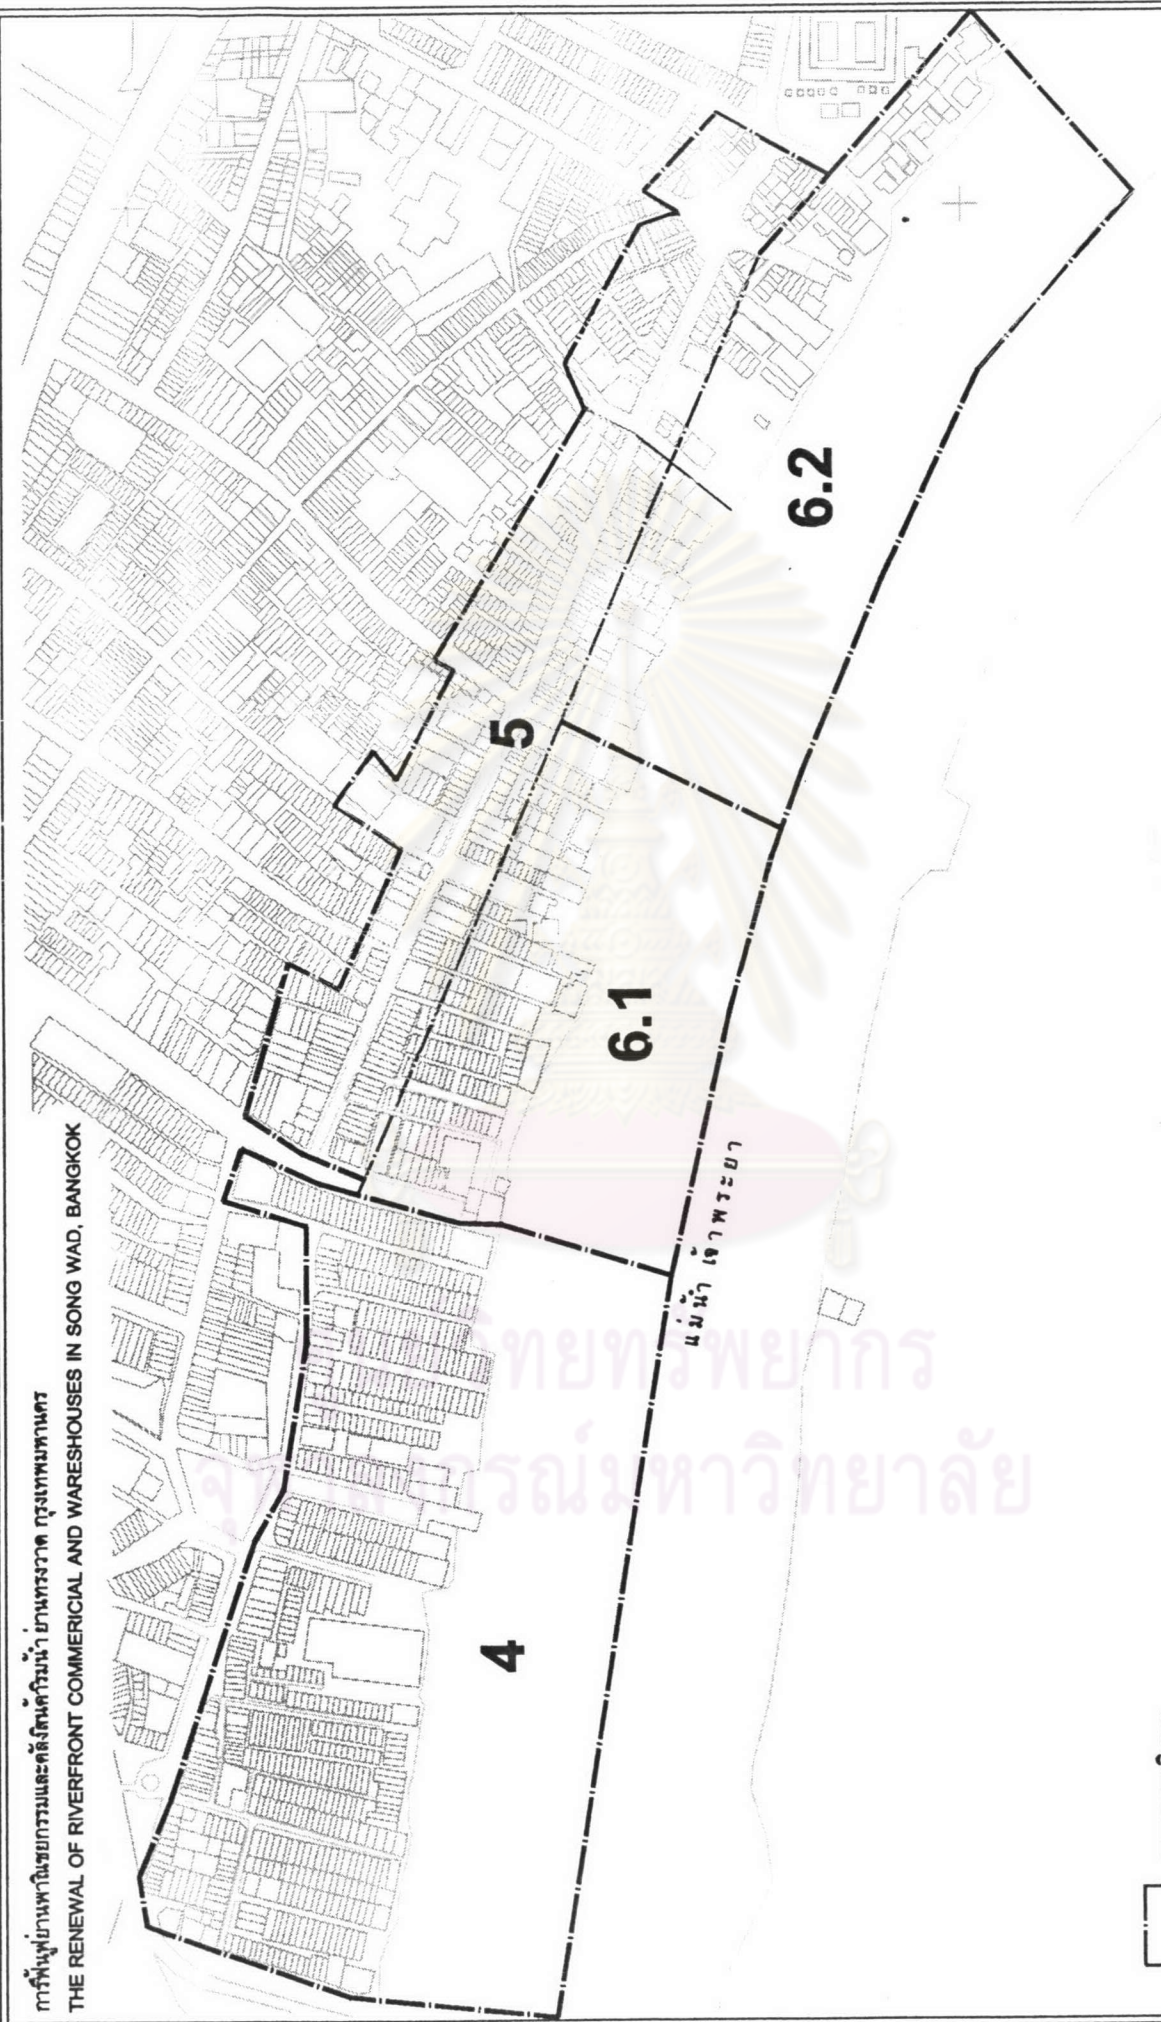 การฟื้นฟูย่านพาณิชยกรรมและคลังสินค้าริมน้ำ ย่านทรงวาด กรุงเทพมหานคร
THE RENEWAL OF RIVERFRONT COMMERICIAL AND WARESHOUSES IN SONG WAD, BANGKOK
4
5
6.1
6.2
แม่น้ำ เจ้าพระยา
วิทยทรัพยากร
จุฬาลงกรณ์มหาวิทยาลัย